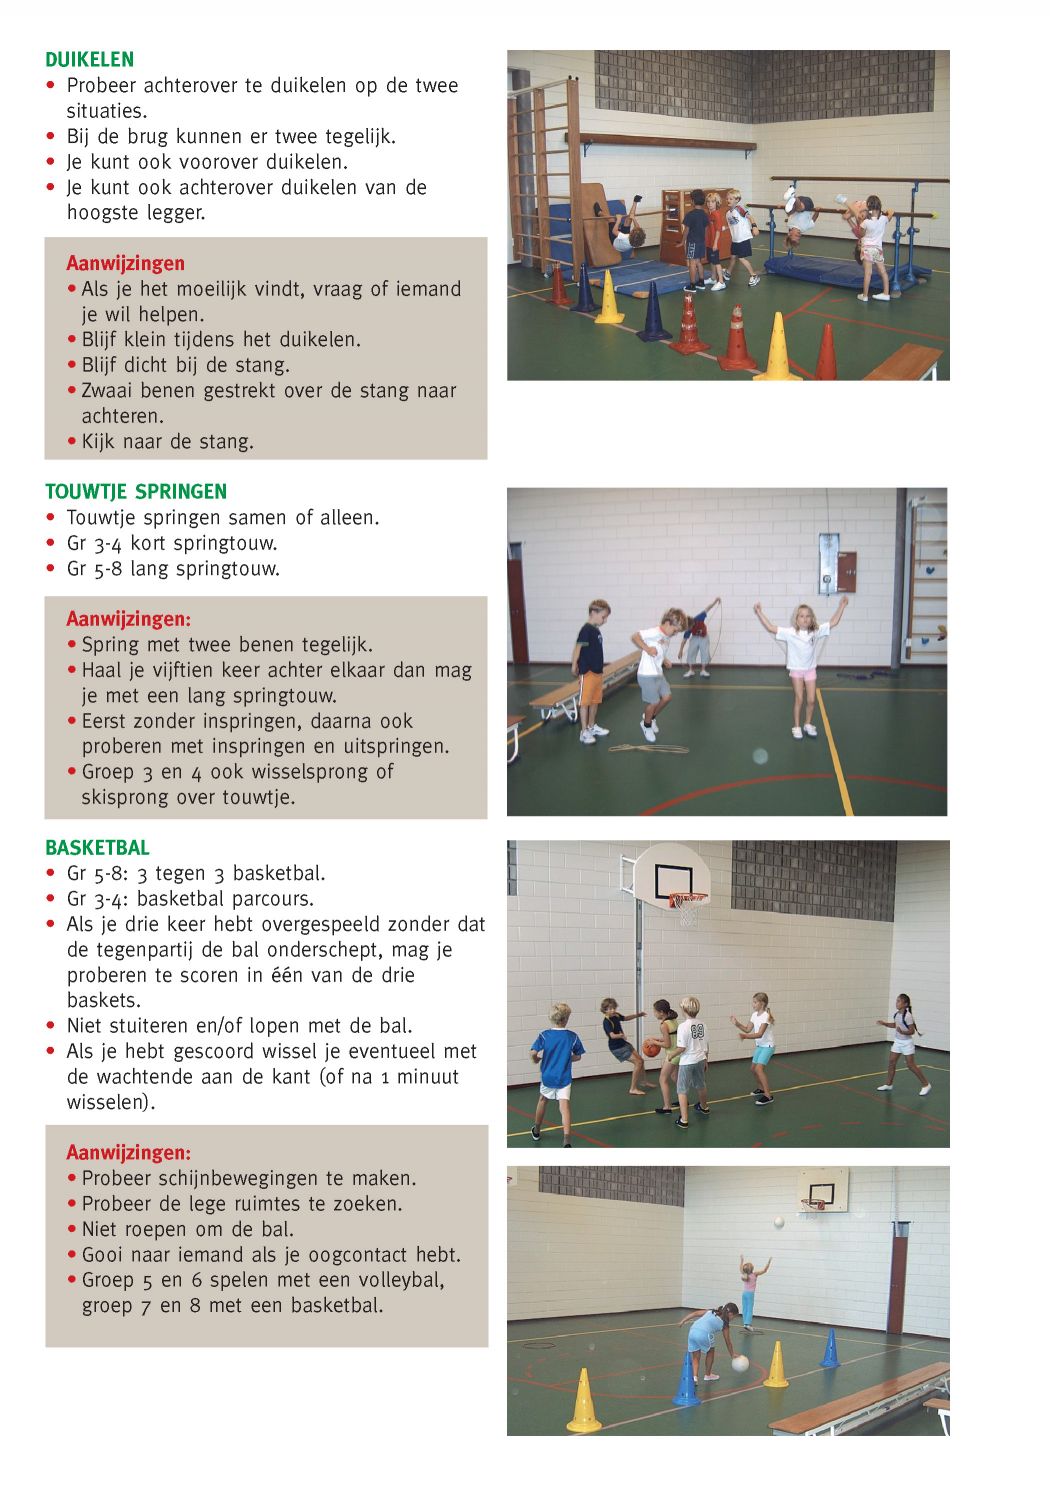 DUIKELEN
• Probeer achterover te duikelen op de twee
situaties.
• Bij de brug kunnen er twee tegelijk.
• Je kunt ook voorover duikelen.
• Je kunt ook achterover duikelen van de
hoogste legger.
Aanwijzingen
• Als je het moeilijk vindt, vraag of iemand
je wil helpen.
• Blijf klein tijdens het duikelen.
• Blijf dicht bij de stang.
• Zwaai benen gestrekt over de stang naar
achteren.
• Kijk naar de stang.
TOUWTJE SPRINGEN
• Touwtje springen samen of alleen.
• Gr 3-4 kort springtouw.
• Gr 5-8 lang springtouw.
Aanwijzingen:
• Spring met twee benen tegelijk.
• Haal je vijftien keer achter elkaar dan mag
je met een lang springtouw.
• Eerst zonder inspringen, daarna ook
proberen met inspringen en uitspringen.
• Groep 3 en 4 ook wisselsprong of
skisprong over touwtje.
BASKETBAL
• Gr 5-8: 3 tegen 3 basketbal.
• Gr 3-4: basketbal parcours.
• Als je drie keer hebt overgespeeld zonder dat
de tegenpartij de bal onderschept, mag je
proberen te scoren in één van de drie
baskets.
• Niet stuiteren en/of lopen met de bal.
• Als je hebt gescoord wissel je eventueel met
de wachtende aan de kant (of na 1 minuut
wisselen).
Aanwijzingen:
• Probeer schijnbewegingen te maken.
• Probeer de lege ruimtes te zoeken.
• Niet roepen om de bal.
• Gooi naar iemand als je oogcontact hebt.
• Groep 5 en 6 spelen met een volleybal,
groep 7 en 8 met een basketbal.